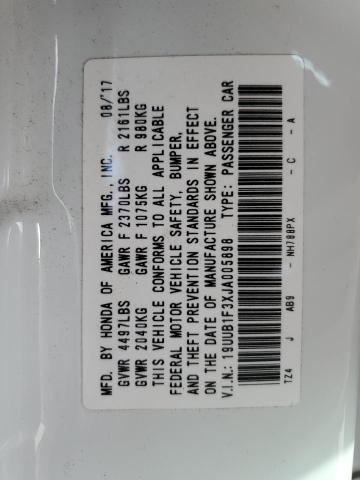 MFD. BY HONDA OF AMERICA MFG., INC. 08/'17
GVWR 4497LBS GAWR F 2370LBS R 2161LBS
GVWR 2040KG GAWR F 1075KG R 980KG
THIS VEHICLE CONFORMS TO ALL APPLICABLE
FEDERAL MOTOR VEHICLE SAFETY, BUMPER,
AND THEFT PREVENTION STANDARDS IN EFFECT
ON THE DATE OF MANUFACTURE SHOWN ABOVE.
V.I.N.: 19UUB1F3XJA005898 TYPE: PASSENGER CAR
TZ4 J AB9 - NH788PX - C - A